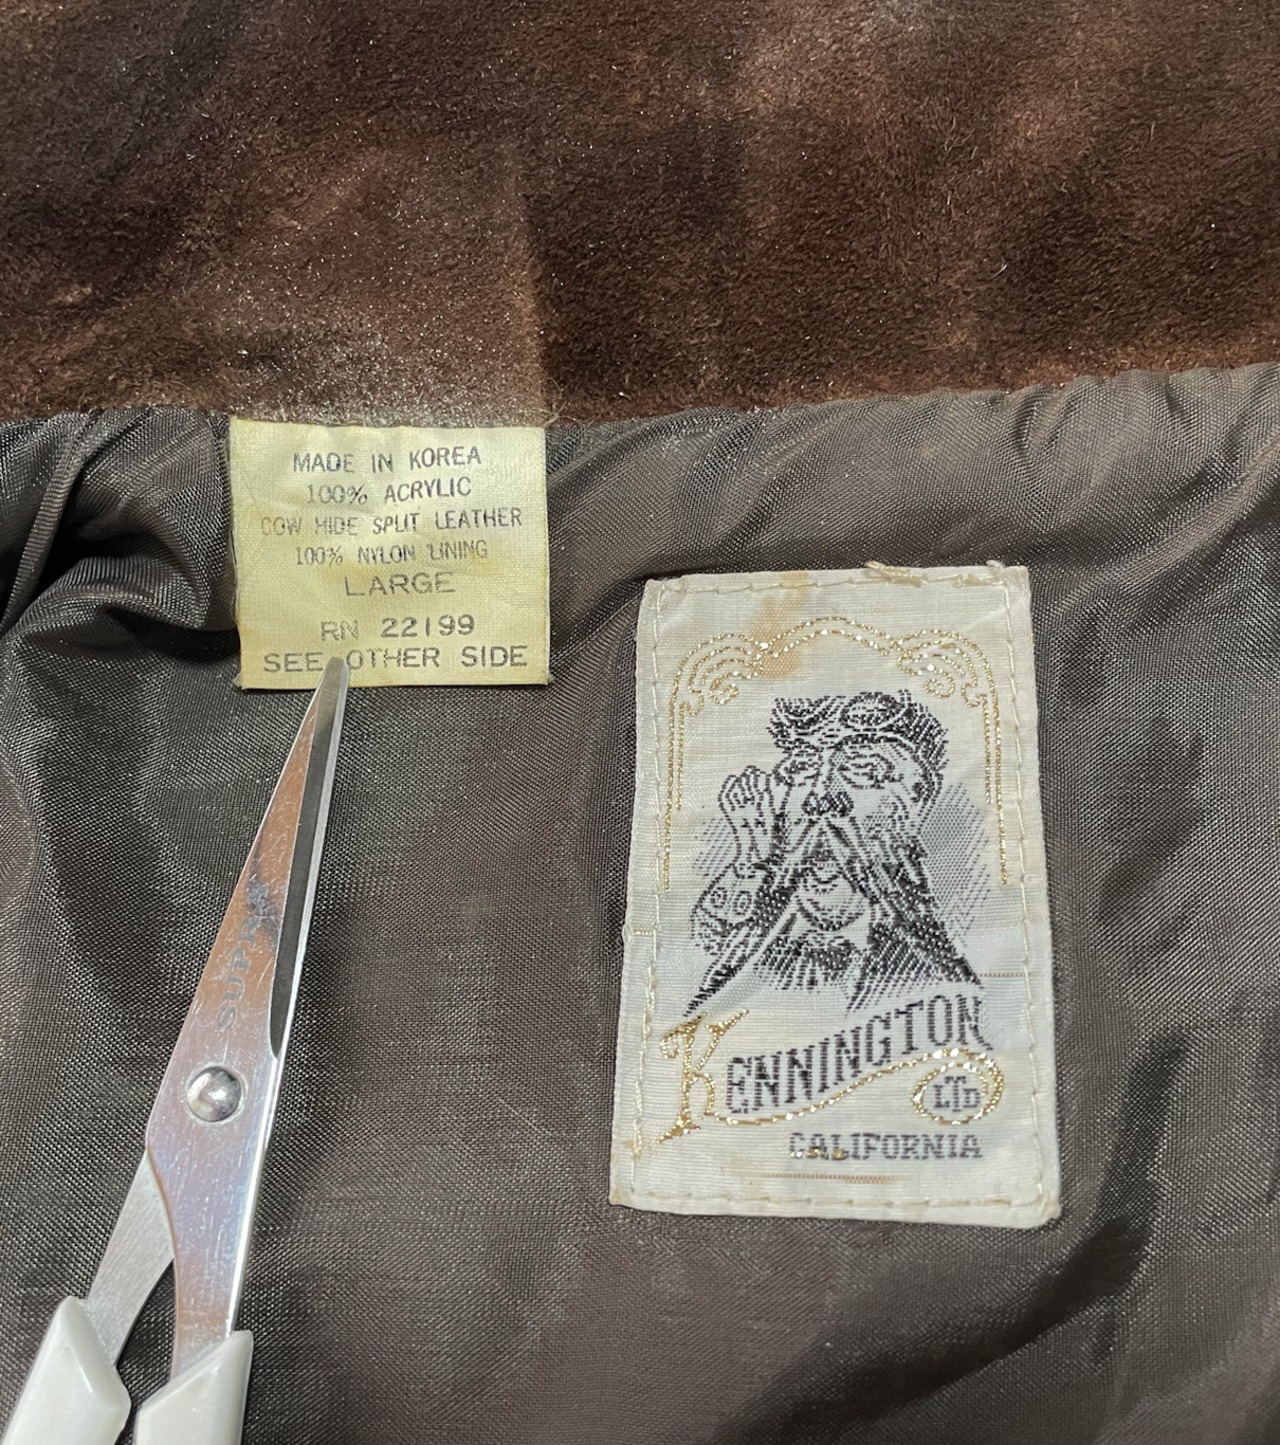 MADE IN KOREA
100% ACRYLIC
COW HIDE SPLIT LEATHER
100% NYLON LINING
LARGE
RN 22199
SEE OTHER SIDE
SUPRA
KENNINGTON
LTD
CALIFORNIA